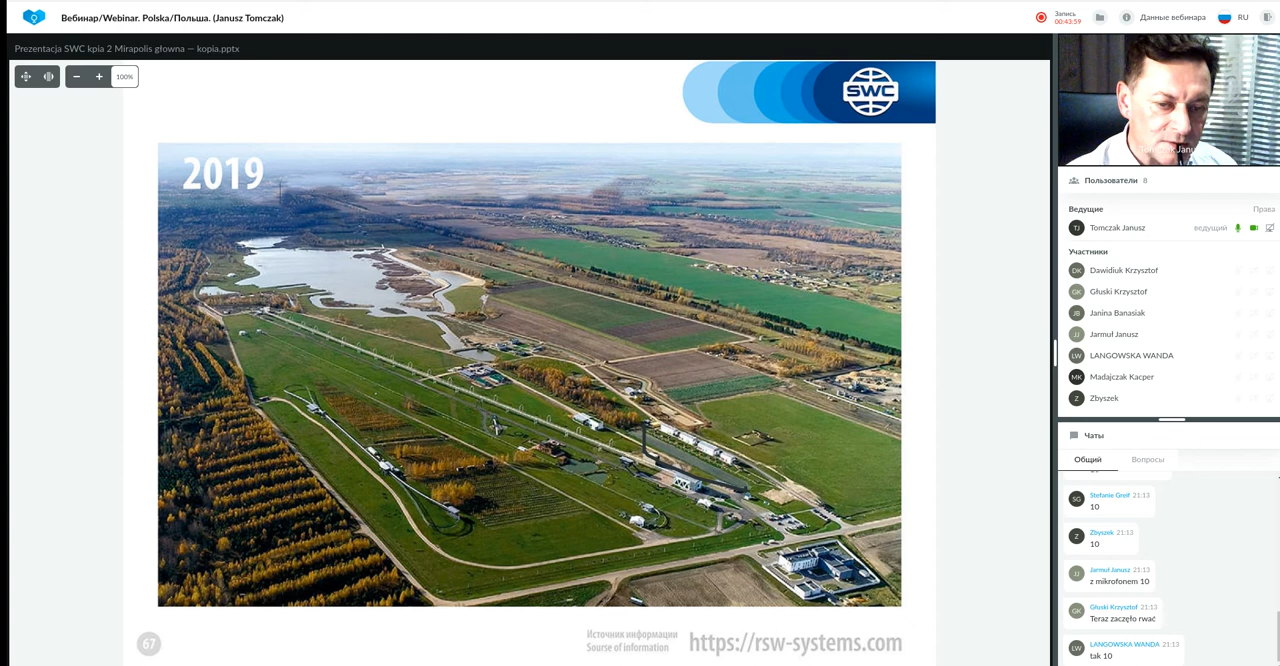 Вебинар/Webinar. Polska/Польша. (Janusz Tomczak)
Запись
00:43:59
Данные вебинара
RU
Prezentacja SWC kpia 2 Mirapolis głowna — kopia.pptx
100%
SWC
2019
67
Источник информации
Sourse of information
https://rsw-systems.com
Пользователи 8
Ведущие
Права
TJ
Tomczak Janusz
ведущий
Участники
DK
Dawidiuk Krzysztof
GK
Głuski Krzysztof
JB
Janina Banasiak
JJ
Jarmuł Janusz
LW
LANGOWSKA WANDA
MK
Madajczak Kacper
Z
Zbyszek
Чаты
Общий
Вопросы
SG
Stefanie Greif 21:13
10
Z
Zbyszek 21:13
10
JJ
Jarmuł Janusz 21:13
z mikrofonem 10
GK
Głuski Krzysztof 21:13
Teraz zaczęło rwać
LW
LANGOWSKA WANDA 21:13
tak 10